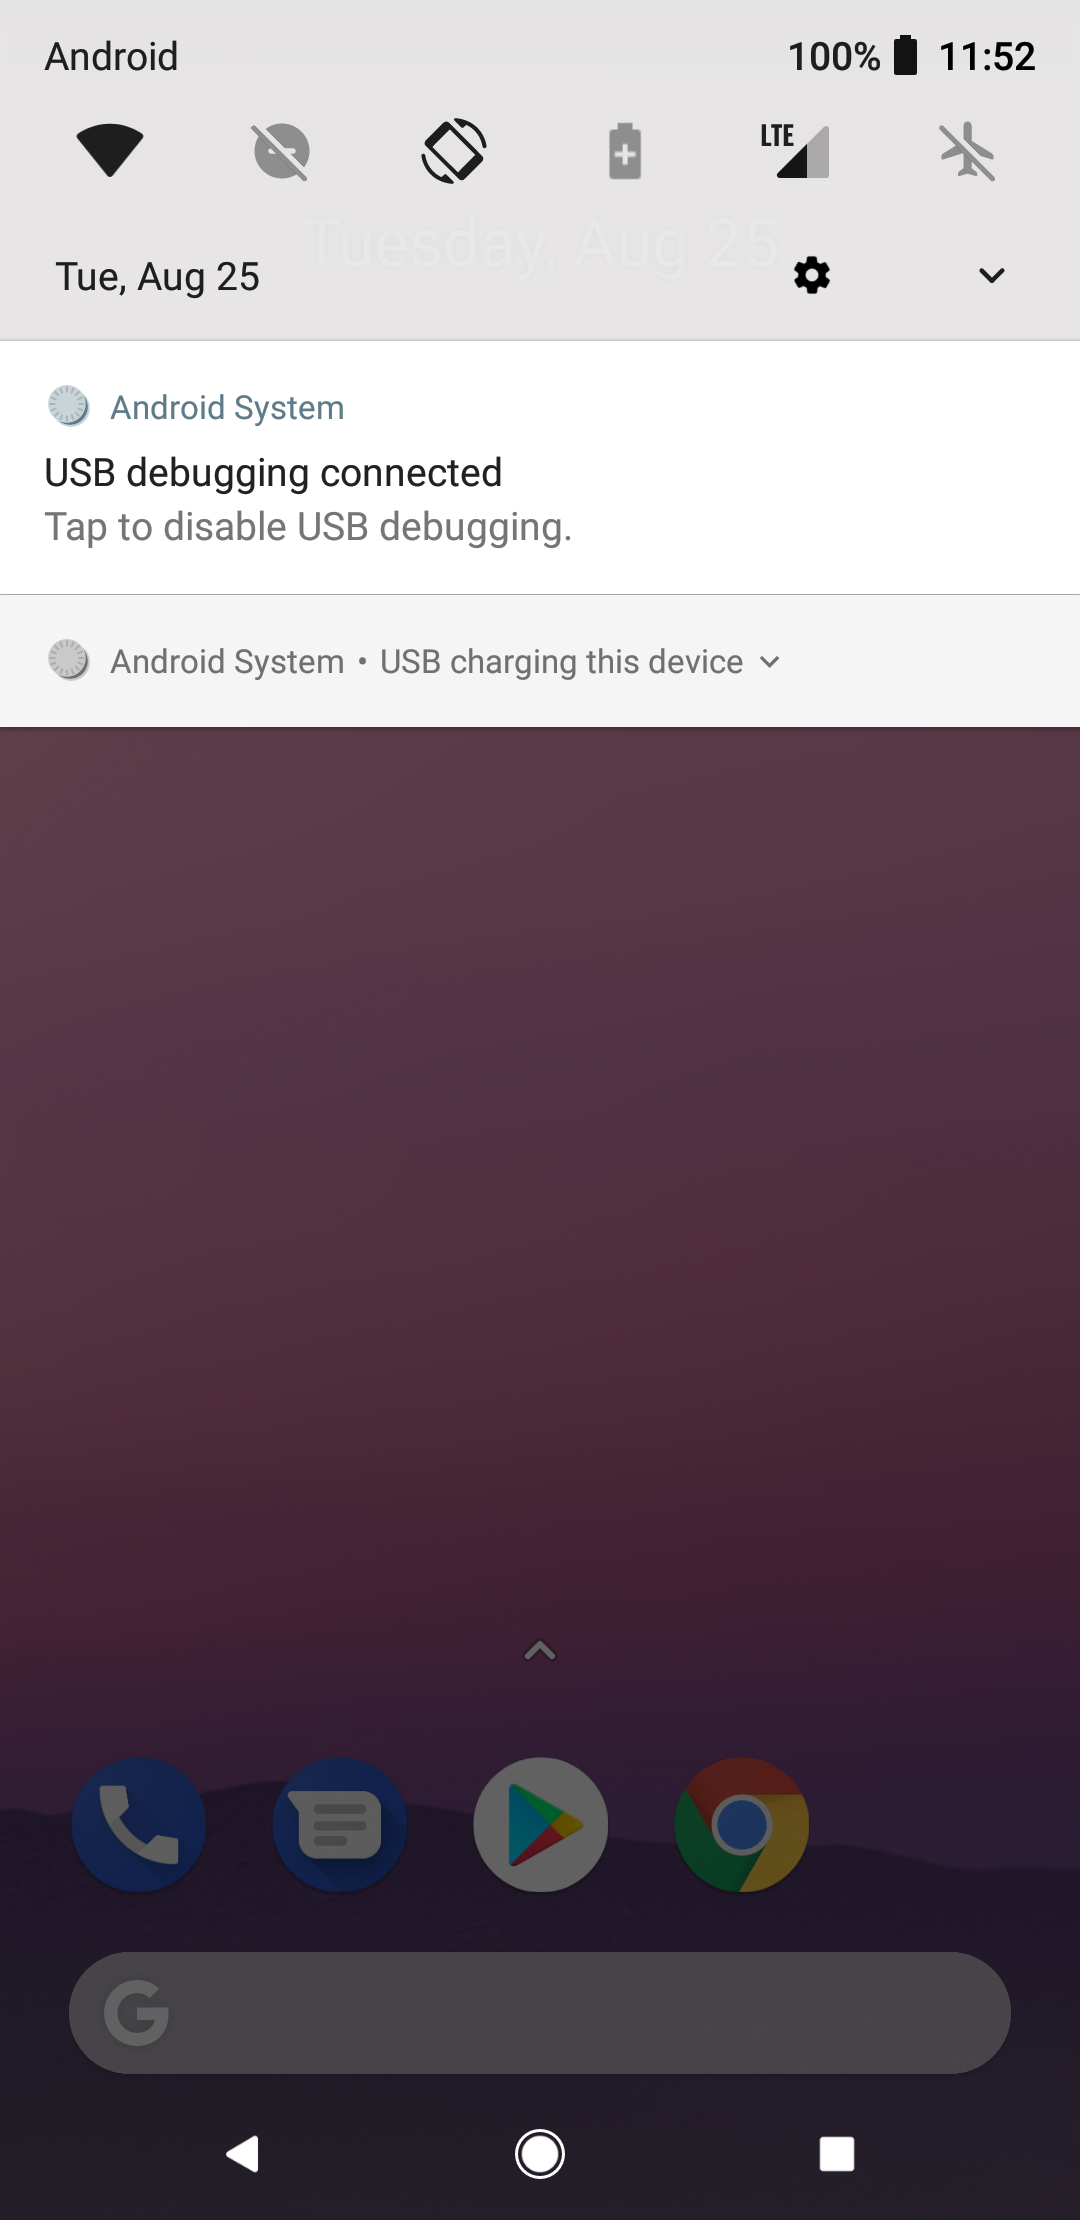 Android 100% 11:52
LTE
Tuesday, Aug 25
Tue, Aug 25
Android System
USB debugging connected
Tap to disable USB debugging.
Android System • USB charging this device
G